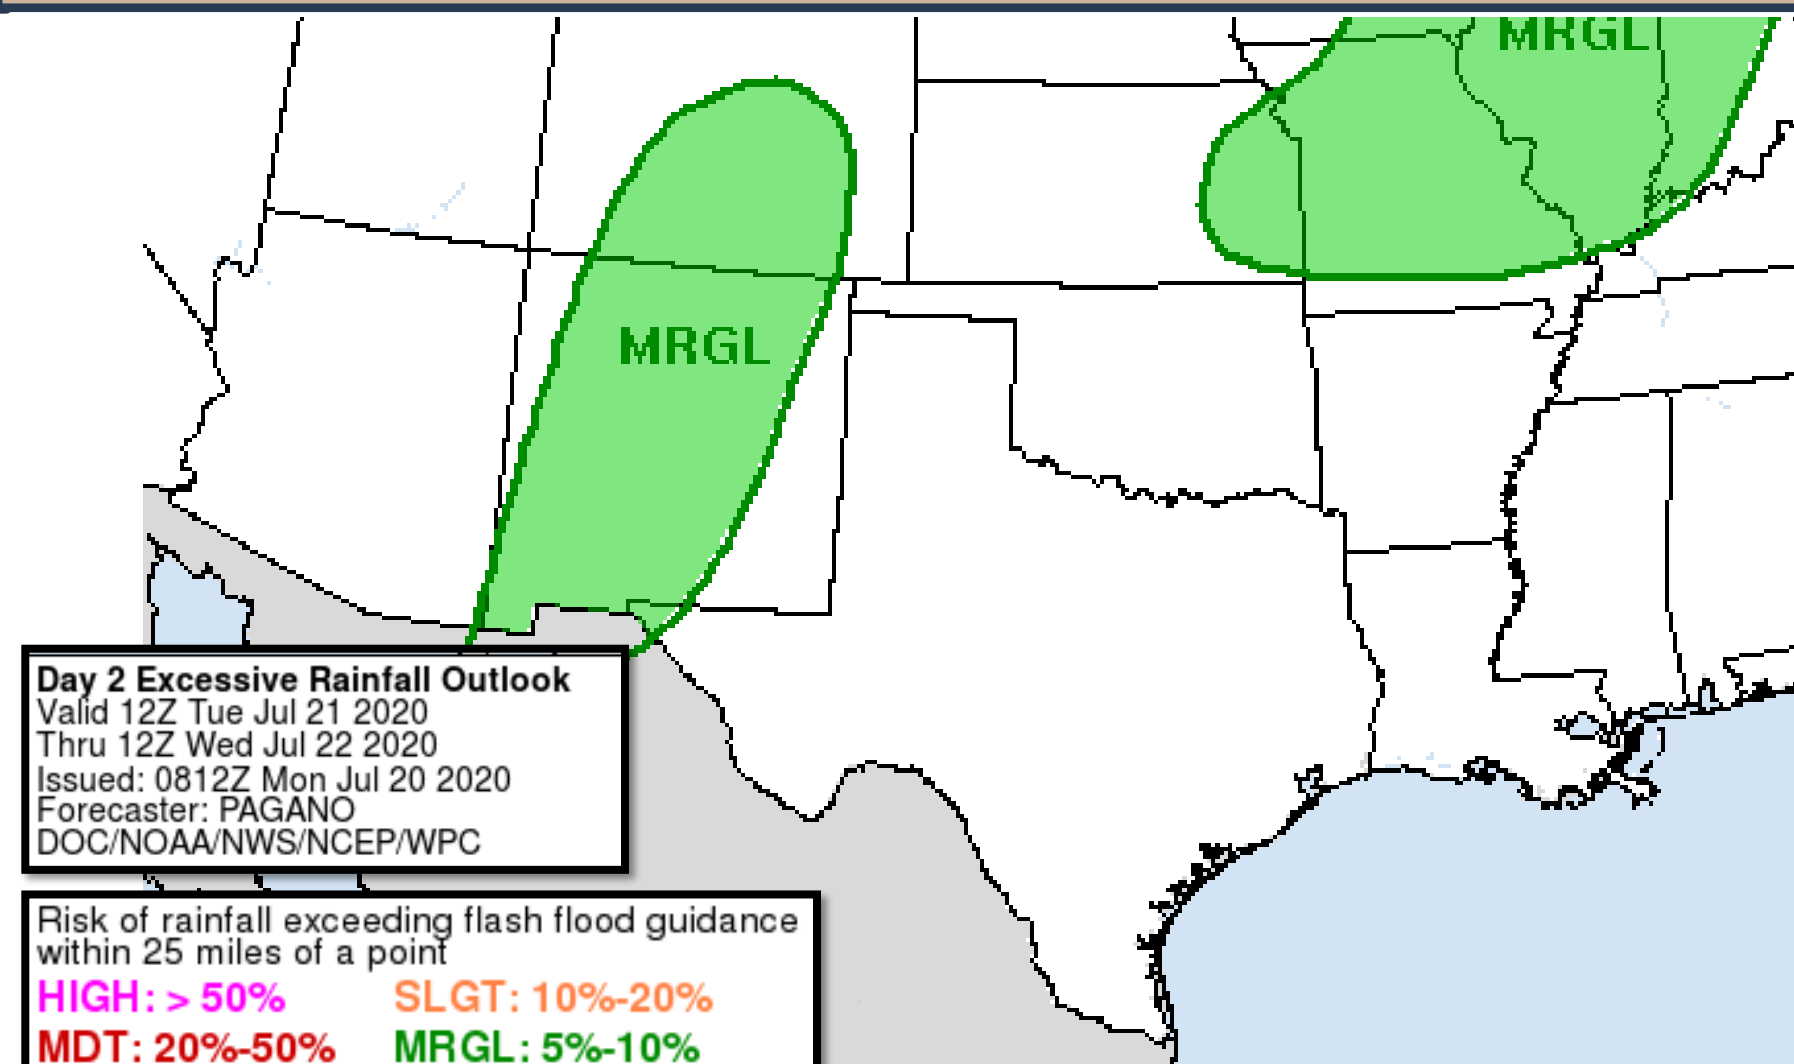 MRGL
MRGL
Day 2 Excessive Rainfall Outlook
Valid 12Z Tue Jul 21 2020
Thru 12Z Wed Jul 22 2020
Issued: 0812Z Mon Jul 20 2020
Forecaster: PAGANO
DOC/NOAA/NWS/NCEP/WPC
Risk of rainfall exceeding flash flood guidance
within 25 miles of a point
HIGH: > 50% SLGT: 10%-20%
MDT: 20%-50% MRGL: 5%-10%